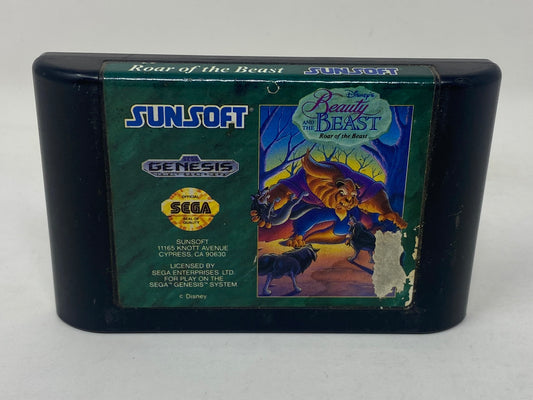 Roar of the Beast SUNSOFT
SUNSOFT®
GENESIS
OFFICIAL
SEGA
SEAL OF
QUALITY
SUNSOFT
11165 KNOTT AVENUE
CYPRESS, CA 90630
LICENSED BY
SEGA ENTERPRISES LTD.
FOR PLAY ON THE
SEGA™ GENESIS™ SYSTEM
c Disney
Disney's
Beauty
AND THE BEAST
Roar of the Beast